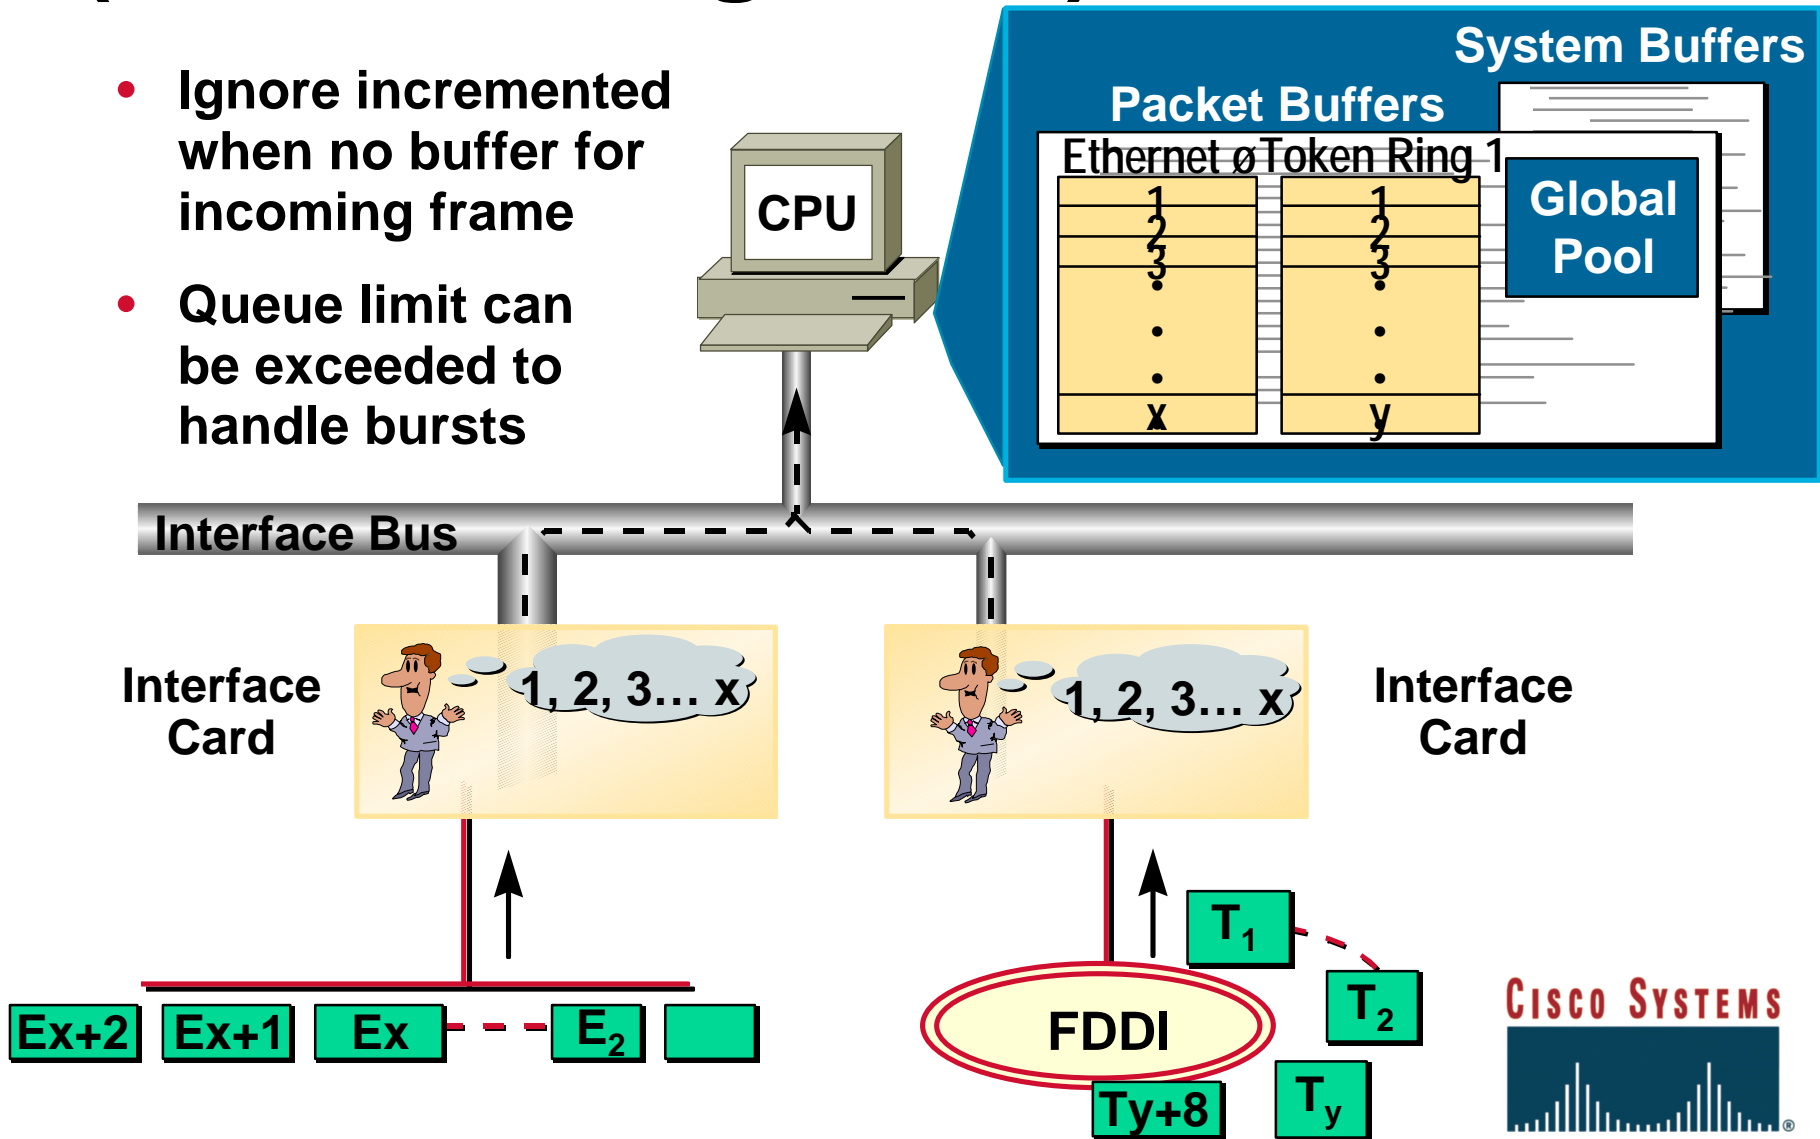 • Ignore incremented
when no buffer for
incoming frame
• Queue limit can
be exceeded to
handle bursts
CPU
System Buffers
Packet Buffers
Ethernet ø Token Ring 1
1 1
2 2
3 3
• •
• •
• •
x y
Global
Pool
Interface Bus
Interface
Card
1, 2, 3… x
1, 2, 3… x
Interface
Card
Ex+2 Ex+1 Ex E2
FDDI
T1
T2
Ty
Ty+8
CISCO SYSTEMS
®